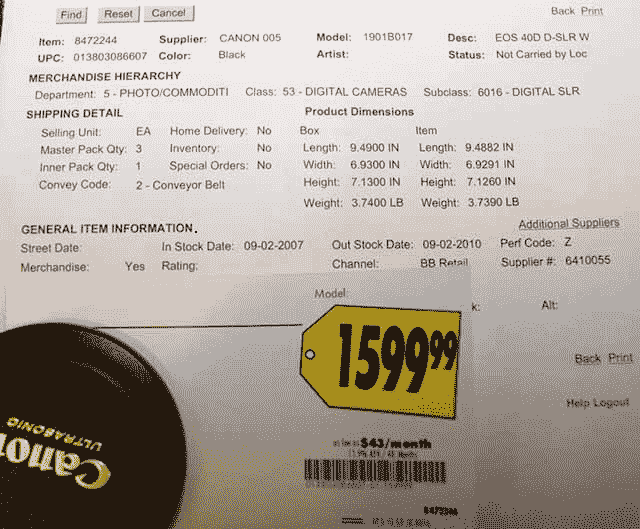 Find Reset Cancel Back Print
Item: 8472244 Supplier: CANON 005 Model: 1901B017 Desc: EOS 40D D-SLR W
UPC: 013803086607 Color: Black Artist: Status: Not Carried by Loc
MERCHANDISE HIERARCHY
Department: 5 - PHOTO/COMMODITI Class: 53 - DIGITAL CAMERAS Subclass: 6016 - DIGITAL SLR
SHIPPING DETAIL Product Dimensions
Selling Unit: EA Home Delivery: No Box Item
Master Pack Qty: 3 Inventory: No Length: 9.4900 IN Length: 9.4882 IN
Inner Pack Qty: 1 Special Orders: No Width: 6.9300 IN Width: 6.9291 IN
Convey Code: 2 - Conveyor Belt Height: 7.1300 IN Height: 7.1260 IN
Weight: 3.7400 LB Weight: 3.7390 LB
Additional Suppliers
GENERAL ITEM INFORMATION.
Street Date: In Stock Date: 09-02-2007 Out Stock Date: 09-02-2010 Perf Code: Z
Merchandise: Yes Rating: Channel: BB Retail Supplier #: 6410055
Model: k: Alt:
1599 99
Back Print
Help Logout
as low as $43/month
Canon
ULTRASONIC